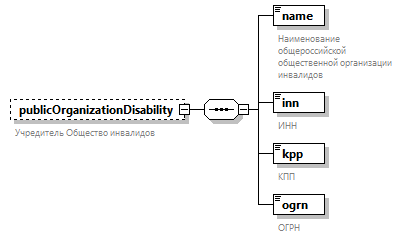 name
Наименование
общероссийской
общественной организации
инвалидов
publicOrganizationDisability
Учредитель Общество инвалидов
inn
ИНН
kpp
КПП
ogrn
ОГРН